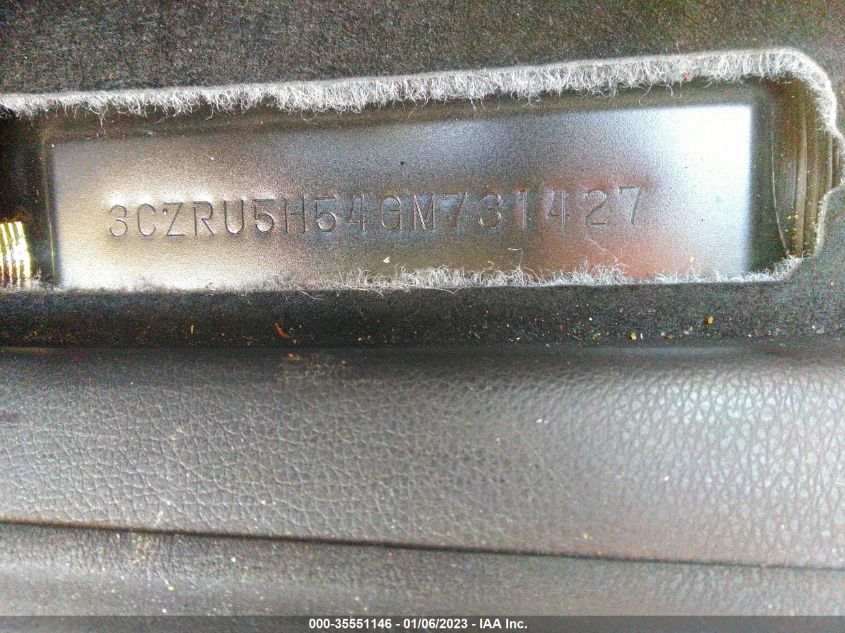 3CZRU5H54GM731427
000-35551146 - 01/06/2023 - IAA Inc.